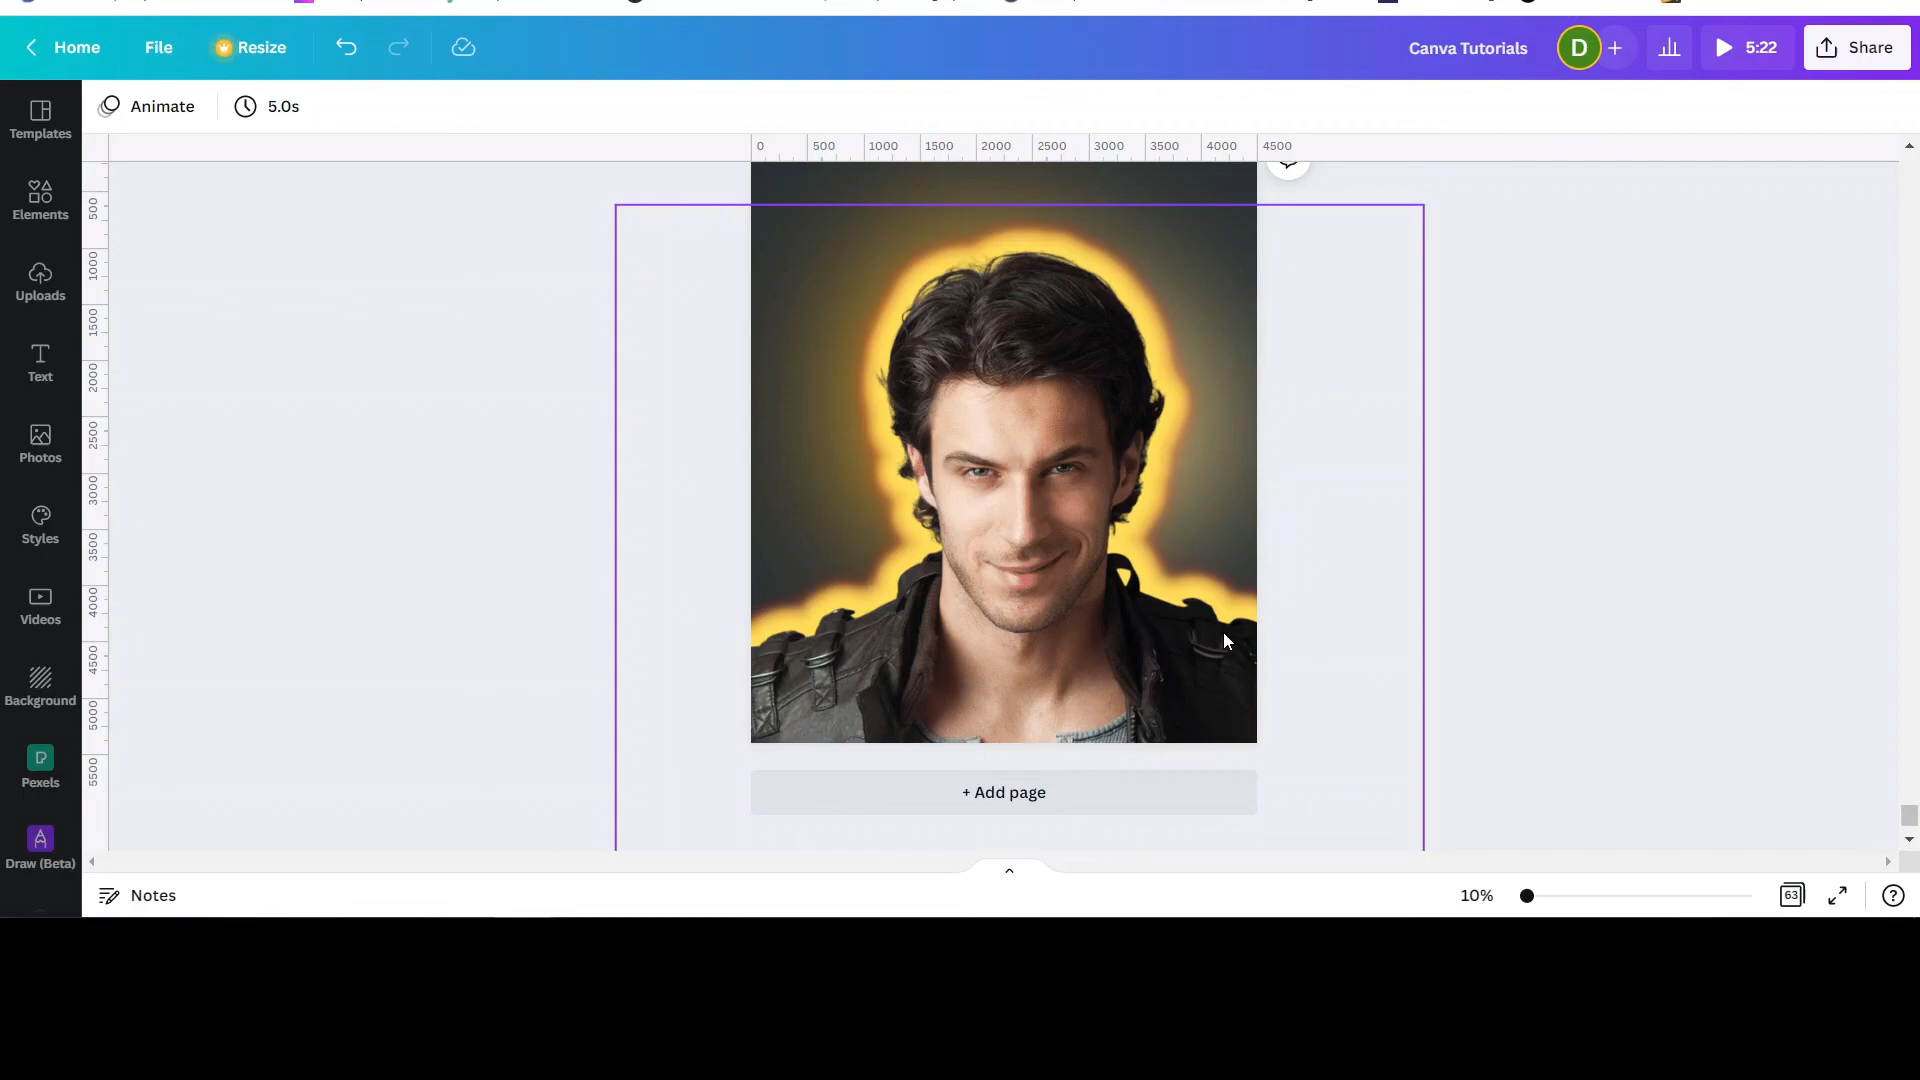 Home File Resize Canva Tutorials D + 5:22 Share
Animate 5.0s
0 500 1000 1500 2000 2500 3000 3500 4000 4500
500
1000
1500
2000
2500
3000
3500
4000
4500
5000
5500
Templates
Elements
Uploads
Text
Photos
Styles
Videos
Background
Pexels
Draw (Beta)
+ Add page
Notes 10% 63 ?